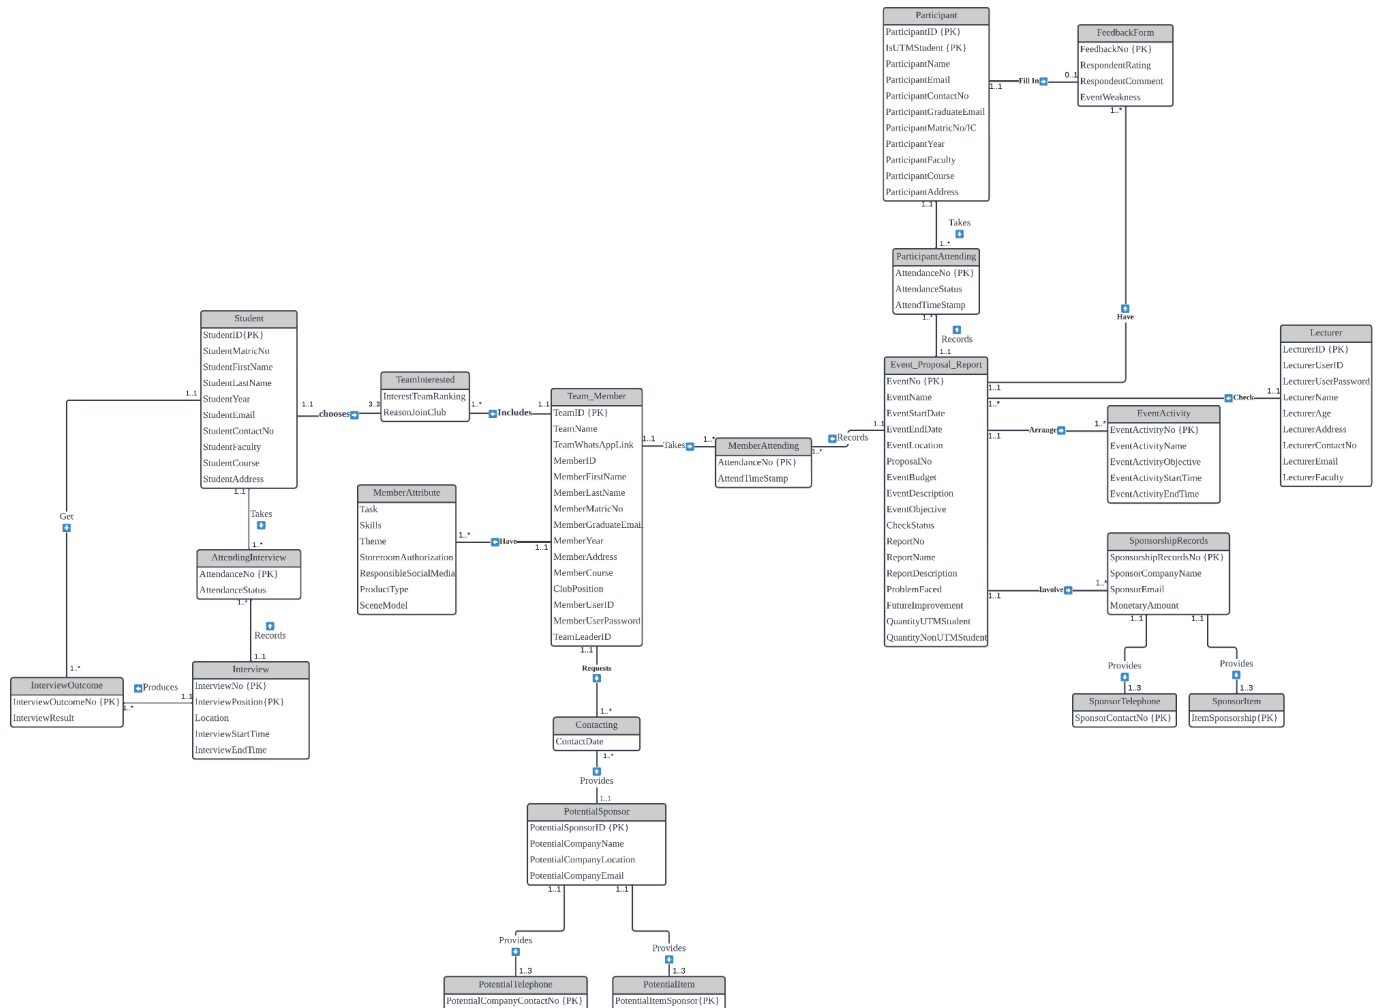 Participant
ParticipantID {PK}
IsUTMStudent {PK}
ParticipantName
ParticipantEmail
ParticipantContactNo
ParticipantGraduateEmail
ParticipantMatricNo/IC
ParticipantYear
ParticipantFaculty
ParticipantCourse
ParticipantAddress
1..1
Fill In
0..1
1..1
FeedbackForm
FeedbackNo {PK}
RespondentRating
RespondentComment
EventWeakness
1..*
Have
1..1
Takes
1..*
ParticipantAttending
AttendanceNo {PK}
AttendanceStatus
AttendTimeStamp
1..*
Records
1..1
Student
StudentID{PK}
StudentMatricNo
StudentFirstName
StudentLastName
StudentYear
StudentEmail
StudentContactNo
StudentFaculty
StudentCourse
StudentAddress
1..1
1..1
chooses
3..3
1..1
TeamInterested
InterestTeamRanking
ReasonJoinClub
1..*
Includes
1..1
Team_Member
TeamID {PK}
TeamName
TeamWhatsAppLink
MemberID
MemberFirstName
MemberLastName
MemberMatricNo
MemberGraduateEmail
MemberYear
MemberAddress
MemberCourse
ClubPosition
MemberUserID
MemberUserPassword
TeamLeaderID
1..1
Takes
1..*
MemberAttending
AttendanceNo {PK}
AttendTimeStamp
1..*
Records
1..1
Event_Proposal_Report
EventNo {PK}
EventName
EventStartDate
EventEndDate
EventLocation
ProposalNo
EventBudget
EventDescription
EventObjective
CheckStatus
ReportNo
ReportName
ReportDescription
ProblemFaced
FutureImprovement
QuantityUTMStudent
QuantityNonUTMStudent
1..*
Check
1..1
Lecturer
LecturerID {PK}
LecturerUserID
LecturerUserPassword
LecturerName
LecturerAge
LecturerAddress
LecturerContactNo
LecturerEmail
LecturerFaculty
1..1
Arrange
1..*
EventActivity
EventActivityNo {PK}
EventActivityName
EventActivityObjective
EventActivityStartTime
EventActivityEndTime
1..1
Involve
1..*
SponsorshipRecords
SponsorshipRecordsNo {PK}
SponsorCompanyName
SponsorEmail
MonetaryAmount
1..1
1..1
Provides
Provides
1..3
1..3
SponsorTelephone
SponsorContactNo {PK}
SponsorItem
ItemSponsorship{PK}
MemberAttribute
Task
Skills
Theme
StoreroomAuthorization
ResponsibleSocialMedia
ProductType
SceneModel
1..*
Have
1..1
Get
Takes
1..*
AttendingInterview
AttendanceNo {PK}
AttendanceStatus
1..*
Records
1..1
Interview
InterviewNo {PK}
InterviewPosition{PK}
Location
InterviewStartTime
InterviewEndTime
1..*
InterviewOutcome
InterviewOutcomeNo {PK}
InterviewResult
Produces
1..*
1..1
1..1
Requests
1..*
Contacting
ContactDate
1..*
Provides
1..1
PotentialSponsor
PotentialSponsorID {PK}
PotentialCompanyName
PotentialCompanyLocation
PotentialCompanyEmail
1..1
1..1
Provides
Provides
1..3
1..3
PotentialTelephone
PotentialCompanyContactNo {PK}
PotentialItem
PotentialItemSponsor{PK}